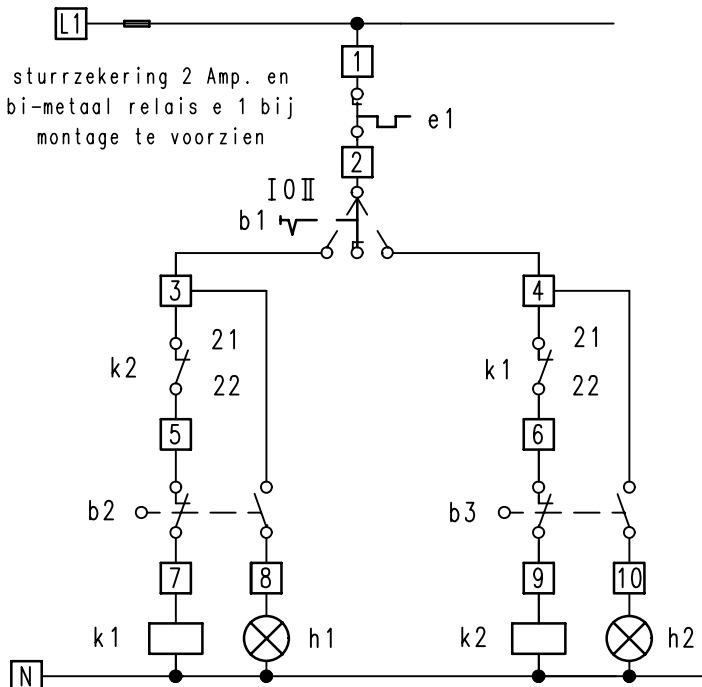 L1
sturrzekering 2 Amp. en
bi-metaal relais e 1 bij
montage te voorzien
1
e1
2
I O II
b1
3
4
k2
21
22
k1
21
22
5
6
b2
b3
7
8
9
10
k1
h1
k2
h2
N